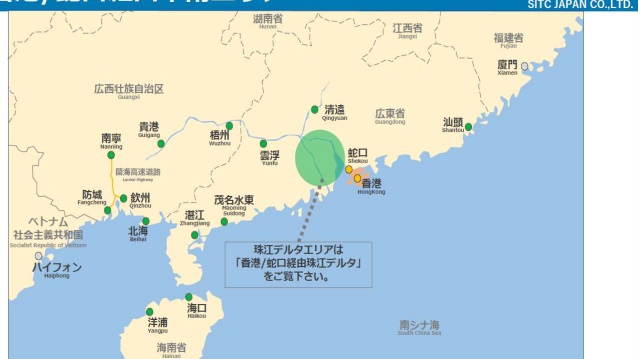 SITC JAPAN CO.,LTD.
湖南省
Hunan
江西省
Jiangxi
福建省
Fujian
廈門
Xiamen
広西壮族自治区
Guangxi
清遠
Qingyuan
広東省
Guangdong
汕頭
Shantou
貴港
Guigang
梧州
Wuzhou
南寧
Nanning
雲浮
Yunfu
蛇口
Shekou
香港
HongKong
留海高速道路
防城
Fangcheng
欽州
Qinzhou
茂名水東
Maoming
Suidong
湛江
Zhangjiang
北海
Beihai
ベトナム
社会主義共和国
Socialist Republic of Vietnam
ハイフォン
Haiphong
珠江デルタエリアは
「香港/蛇口経由珠江デルタ」
をご覧下さい。
海口
Haikou
洋浦
Yangpu
海南省
Hainan
南シナ海
South China Sea